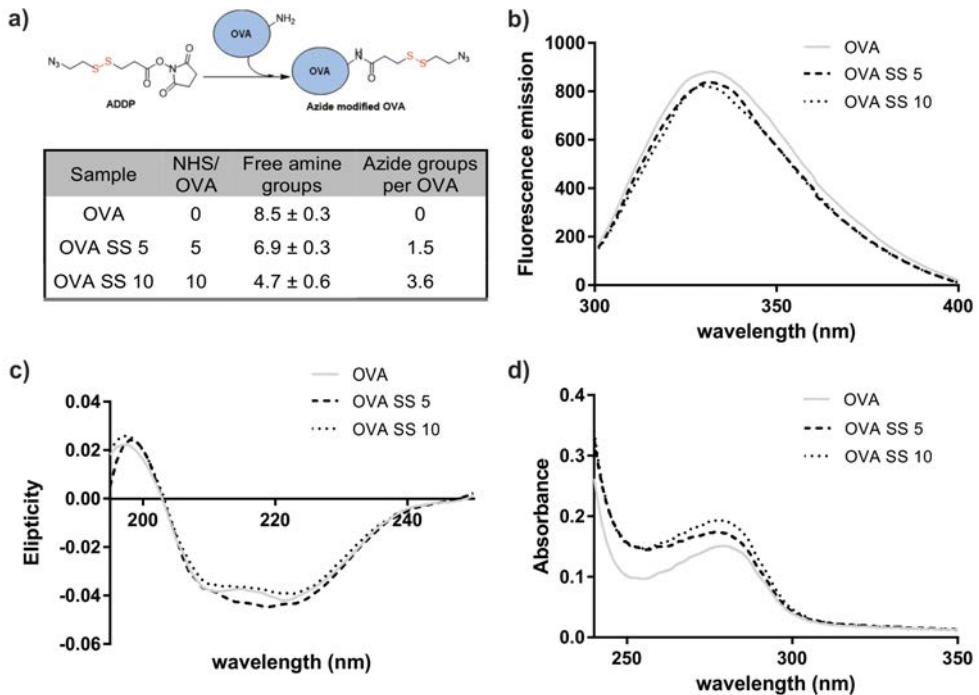 a)
OVA
NH₂
N₃
S
S
O
O
O
N
O
ADDP
OVA
H
N
O
S
S
N₃
Azide modified OVA
Sample NHS/OVA Free amine groups Azide groups per OVA
OVA 0 8.5 ± 0.3 0
OVA SS 5 5 6.9 ± 0.3 1.5
OVA SS 10 10 4.7 ± 0.6 3.6
b)
OVA
OVA SS 5
OVA SS 10
Fluorescence emission
1000
800
600
400
200
0
300 350 400
wavelength (nm)
c)
OVA
OVA SS 5
OVA SS 10
Elipticity
0.04
0.02
0.00
-0.02
-0.04
-0.06
200 220 240
wavelength (nm)
d)
OVA
OVA SS 5
OVA SS 10
Absorbance
0.4
0.3
0.2
0.1
0.0
250 300 350
wavelength (nm)